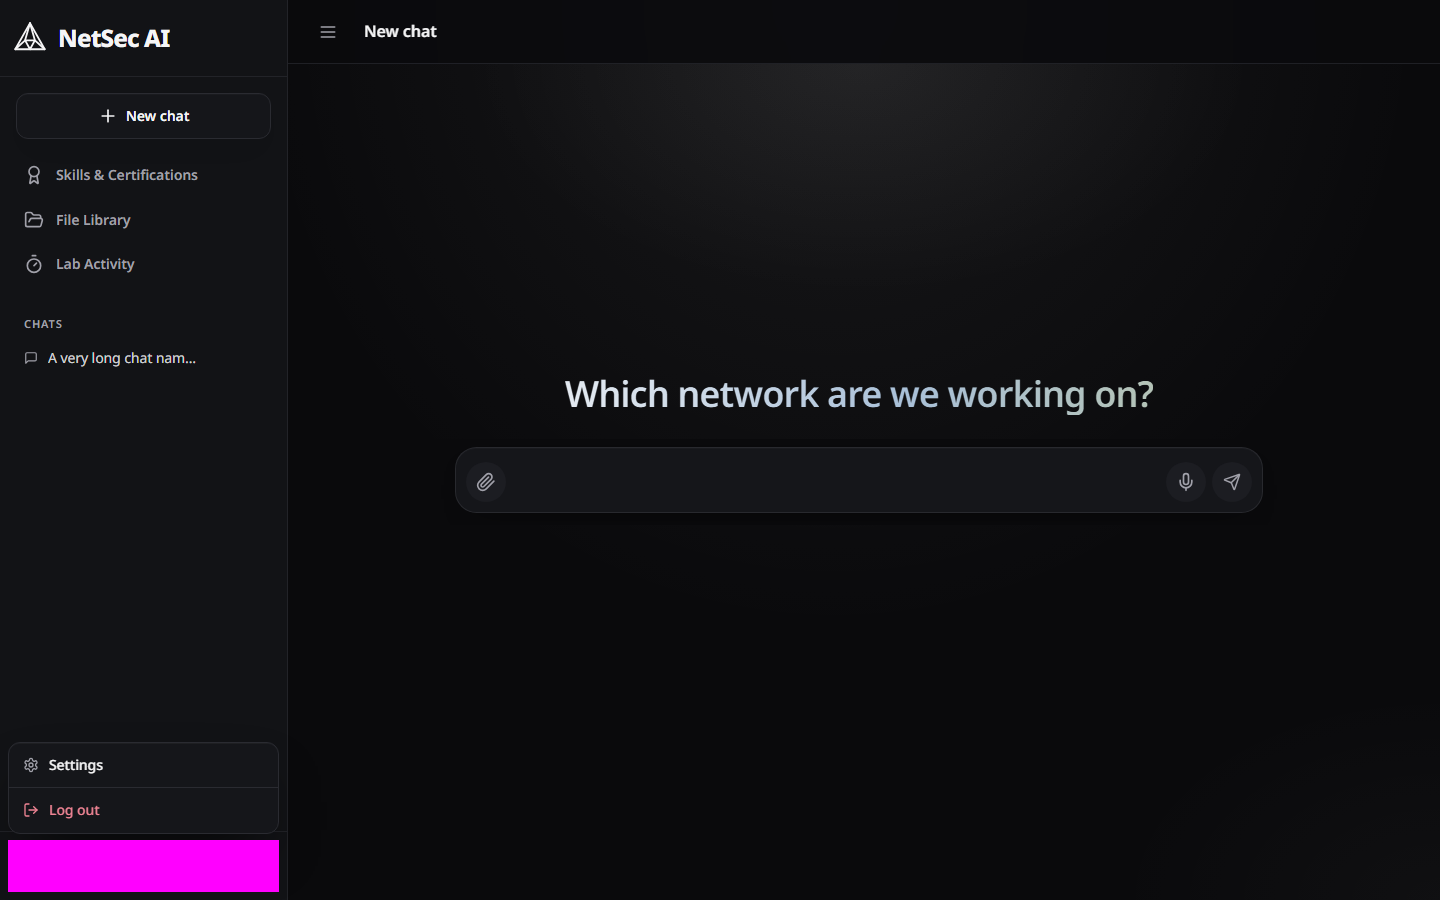 NetSec AI
New chat
New chat
Skills & Certifications
File Library
Lab Activity
CHATS
A very long chat nam...
Which network are we working on?
Settings
Log out